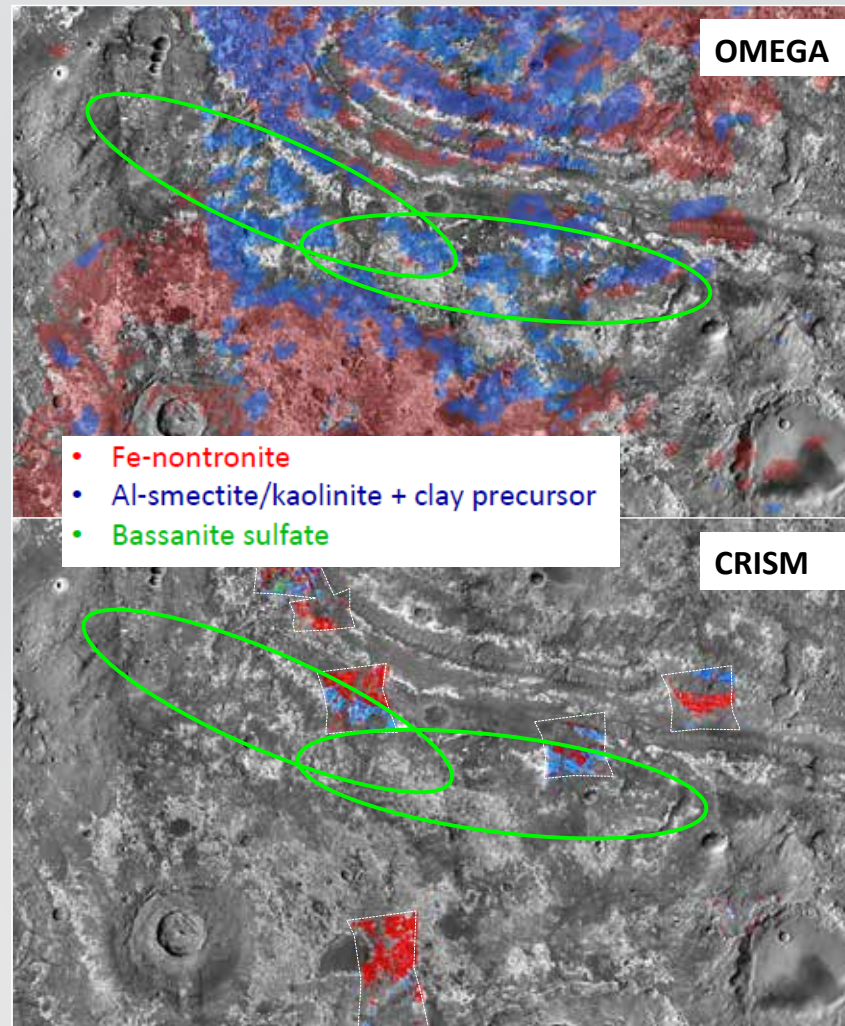 OMEGA
• Fe-nontronite
• Al-smectite/kaolinite + clay precursor
• Bassanite sulfate
CRISM